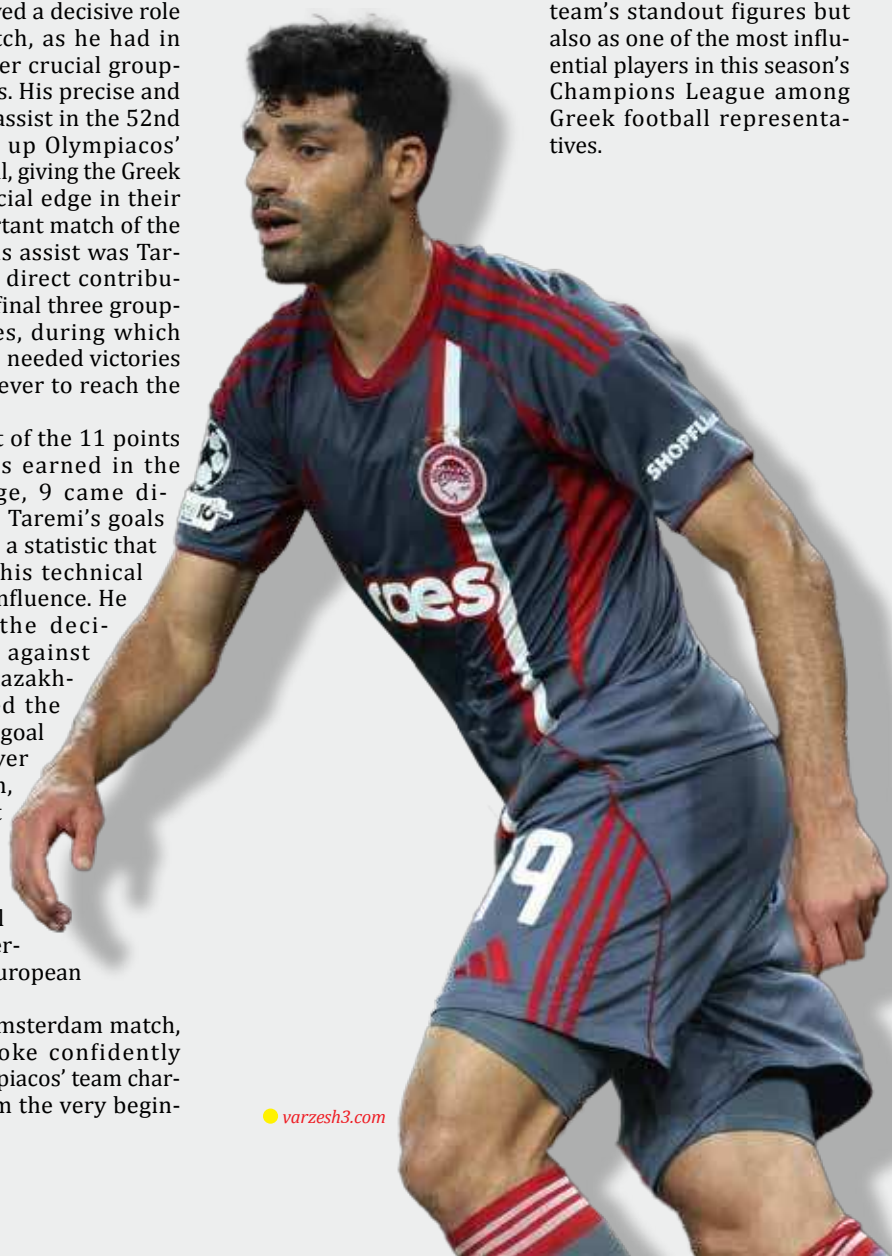 ved a decisive role
tch, as he had in
er crucial group-
s. His precise and
assist in the 52nd
up Olympiacos’
l, giving the Greek
cial edge in their
rtant match of the
s assist was Tar-
direct contribu-
final three group-
es, during which
needed victories
ever to reach the
t of the 11 points
s earned in the
ge, 9 came di-
Taremi’s goals
a statistic that
his technical
nfluence. He
the deci-
against
azakh-
d the
goal
ver
n,
t
l
er-
uropean
msterdam match,
oke confidently
piacos’ team char-
m the very begin-
team’s standout figures but
also as one of the most influ-
ential players in this season’s
Champions League among
Greek football representa-
tives.
SHOPFL
aes
19
varzesh3.com